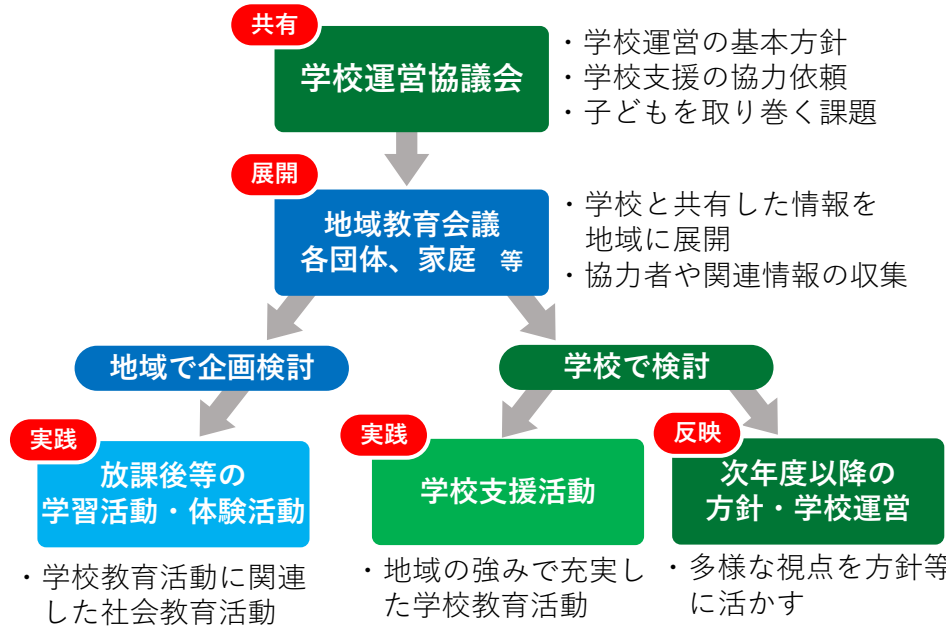 共有
学校運営協議会
・学校運営の基本方針
・学校支援の協力依頼
・子どもを取り巻く課題
展開
地域教育会議
各団体、家庭 等
・学校と共有した情報を
地域に展開
・協力者や関連情報の収集
地域で企画検討
学校で検討
実践
放課後等の
学習活動・体験活動
・学校教育活動に関連
した社会教育活動
実践
学校支援活動
・地域の強みで充実し
た学校教育活動
反映
次年度以降の
方針・学校運営
・多様な視点を方針等
に活かす